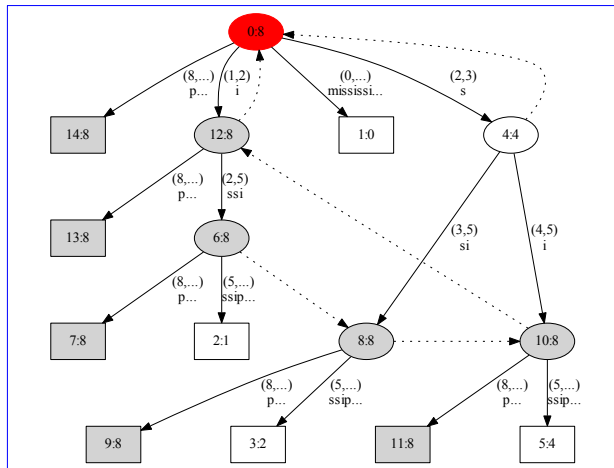 0:8
(8,...)
p...
(1,2)
i
(0,...)
mississi...
(2,3)
s
14:8
12:8
1:0
4:4
(8,...)
p...
(2,5)
ssi
(3,5)
si
(4,5)
i
13:8
6:8
(8,...)
p...
(5,...)
ssip...
7:8
2:1
8:8
10:8
(8,...)
p...
(5,...)
ssip...
(8,...)
p...
(5,...)
ssip...
9:8
3:2
11:8
5:4